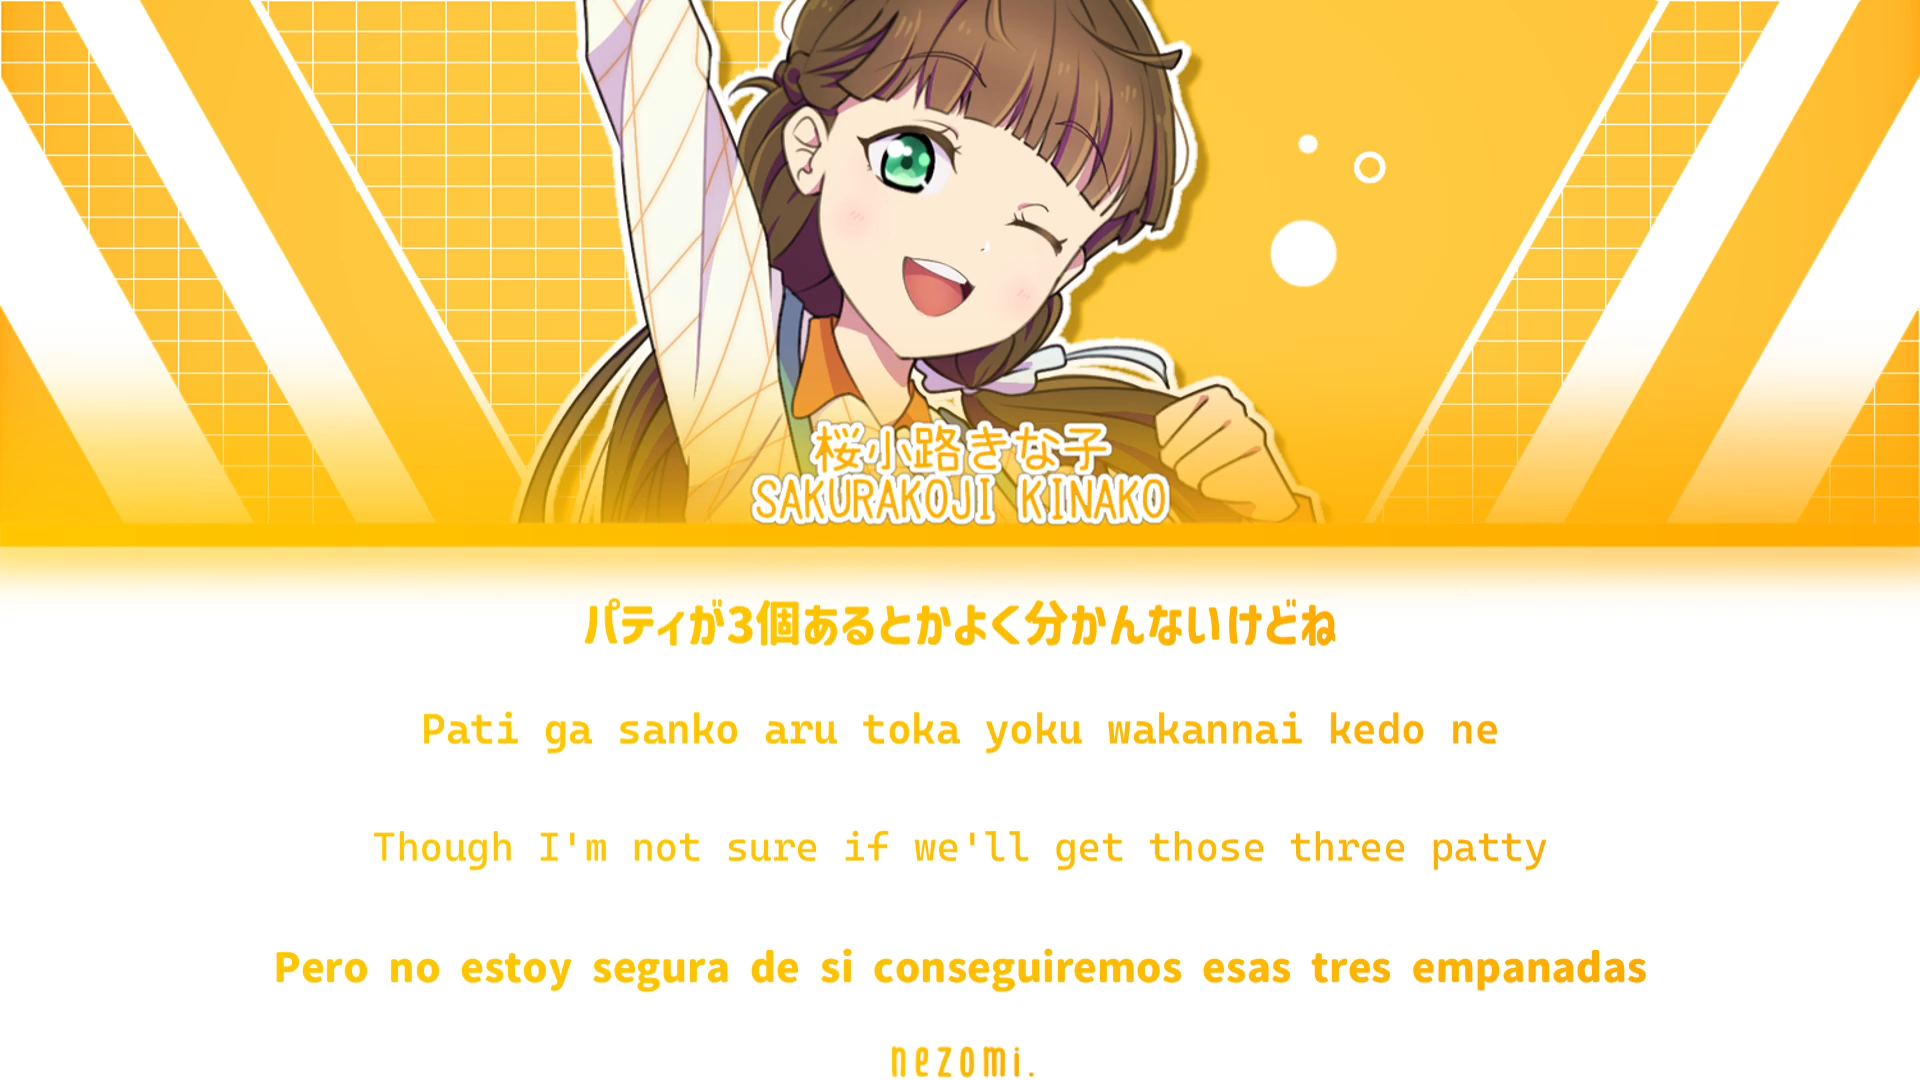 桜小路きな子
SAKURAKOJI KINAKO
パティが3個あるとかよく分かんないけどね
Pati ga sanko aru toka yoku wakannai kedo ne
Though I'm not sure if we'll get those three patty
Pero no estoy segura de si conseguiremos esas tres empanadas
nezomi.